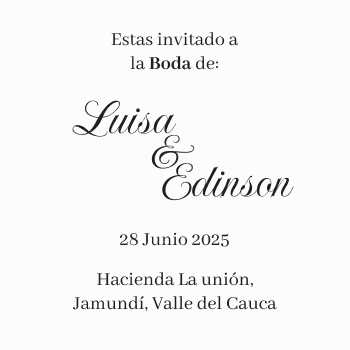 Estas invitado a
la Boda de:
Luisa
&
Edinson
28 Junio 2025
Hacienda La unión,
Jamundí, Valle del Cauca